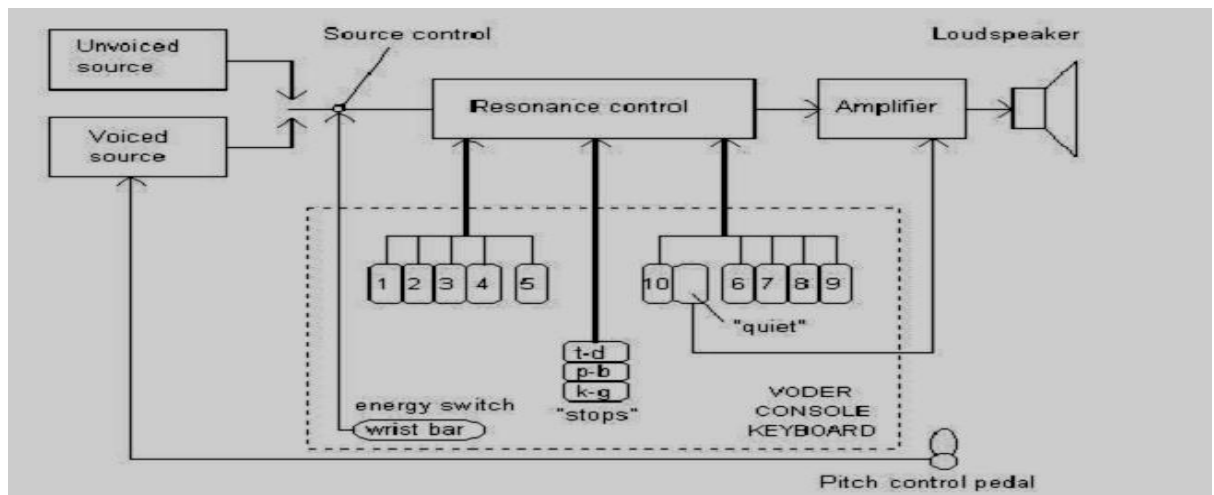 Unvoiced
source
Source control
Loudspeaker
Resonance control
Amplifier
Voiced
source
1 2 3 4 5
10 6 7 8 9
"quiet"
t-d
p-b
k-g
"stops"
energy switch
wrist bar
VODER
CONSOLE
KEYBOARD
Pitch control pedal